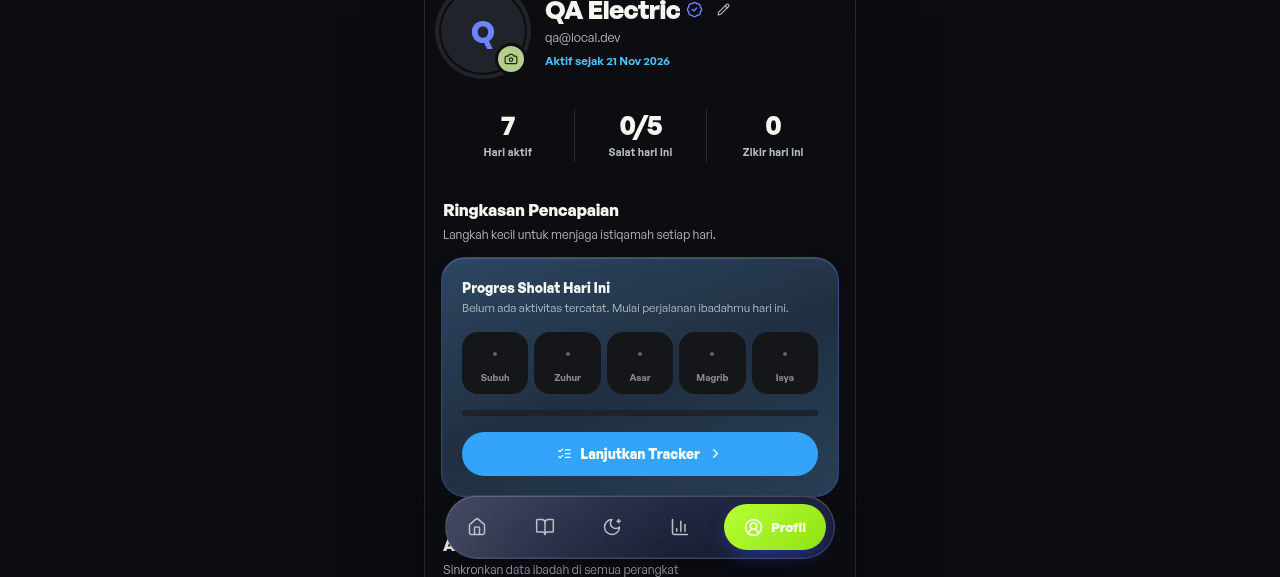 Q
QA Electric
qa@local.dev
Aktif sejak 21 Nov 2026
7
Hari aktif
0/5
Salat hari ini
0
Zikir hari ini
Ringkasan Pencapaian
Langkah kecil untuk menjaga istiqamah setiap hari.
Progres Sholat Hari Ini
Belum ada aktivitas tercatat. Mulai perjalanan ibadahmu hari ini.
Subuh
Zuhur
Asar
Magrib
Isya
Lanjutkan Tracker
Profil
Sinkronkan data ibadah di semua perangkat